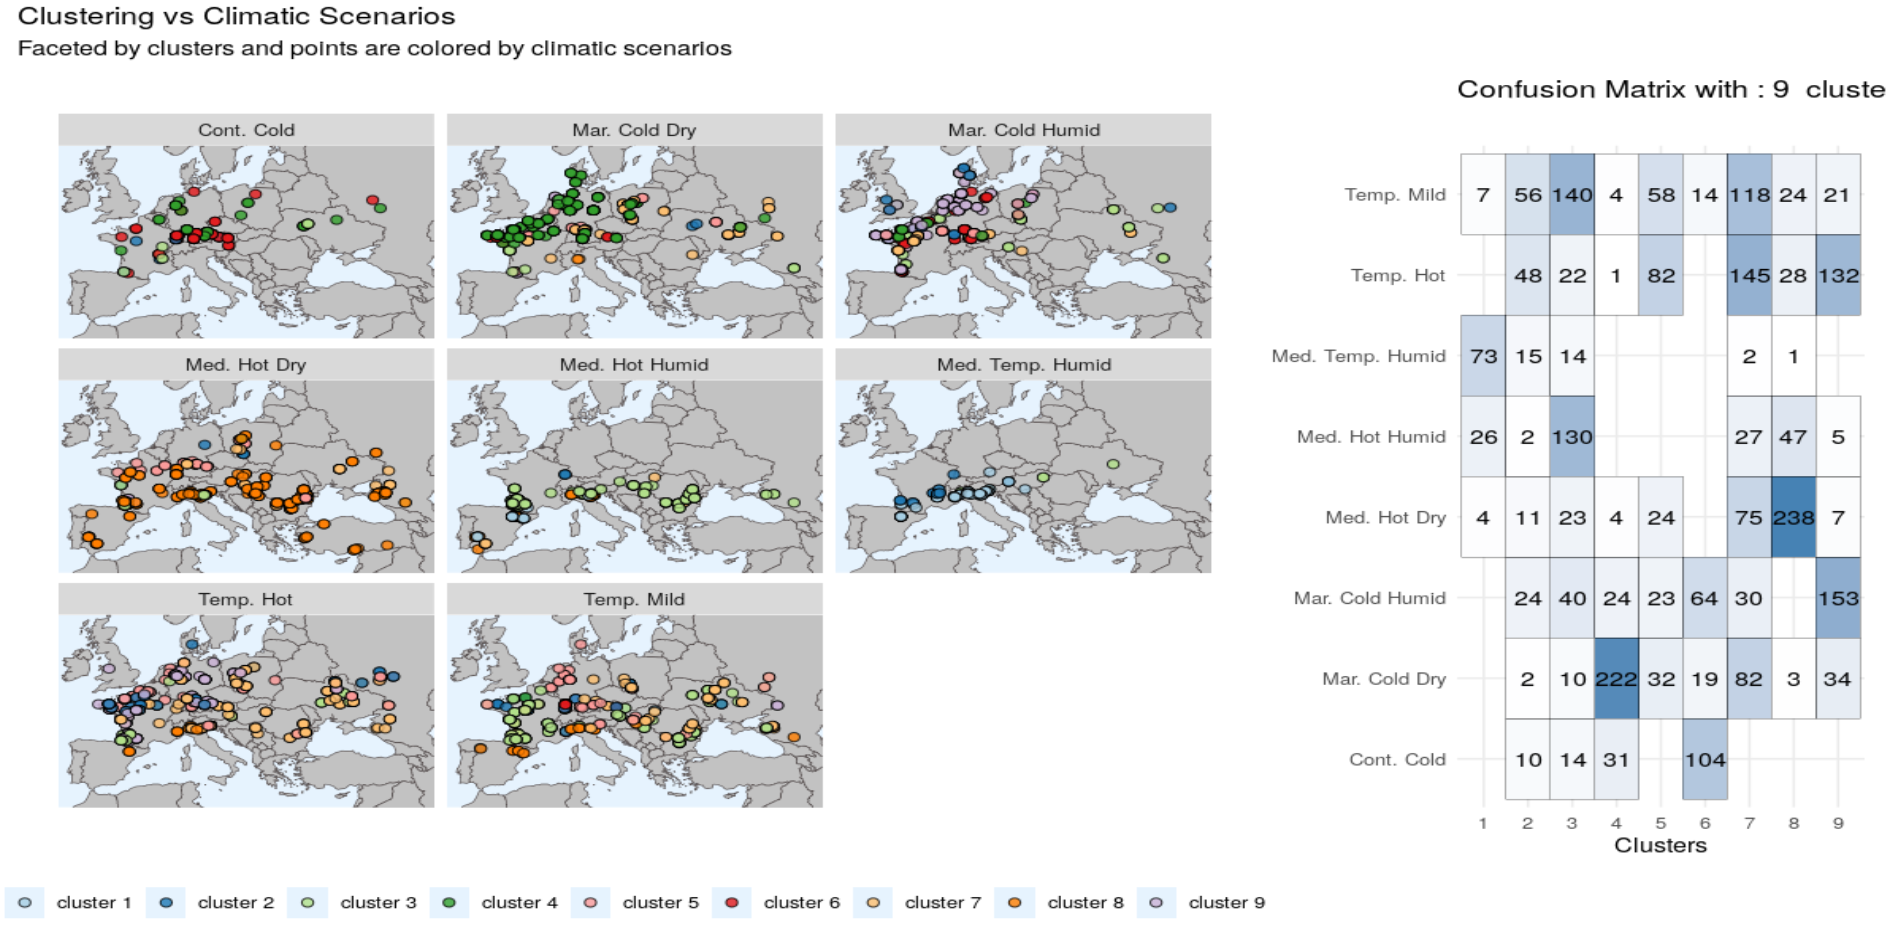 Clustering vs Climatic Scenarios
Faceted by clusters and points are colored by climatic scenarios
Cont. Cold
Mar. Cold Dry
Mar. Cold Humid
Med. Hot Dry
Med. Hot Humid
Med. Temp. Humid
Temp. Hot
Temp. Mild
cluster 1 cluster 2 cluster 3 cluster 4 cluster 5 cluster 6 cluster 7 cluster 8 cluster 9
Confusion Matrix with : 9 cluste
Temp. Mild 7 56 140 4 58 14 118 24 21
Temp. Hot 48 22 1 82 145 28 132
Med. Temp. Humid 73 15 14 2 1
Med. Hot Humid 26 2 130 27 47 5
Med. Hot Dry 4 11 23 4 24 75 238 7
Mar. Cold Humid 24 40 24 23 64 30 153
Mar. Cold Dry 2 10 222 32 19 82 3 34
Cont. Cold 10 14 31 104
1 2 3 4 5 6 7 8 9
Clusters